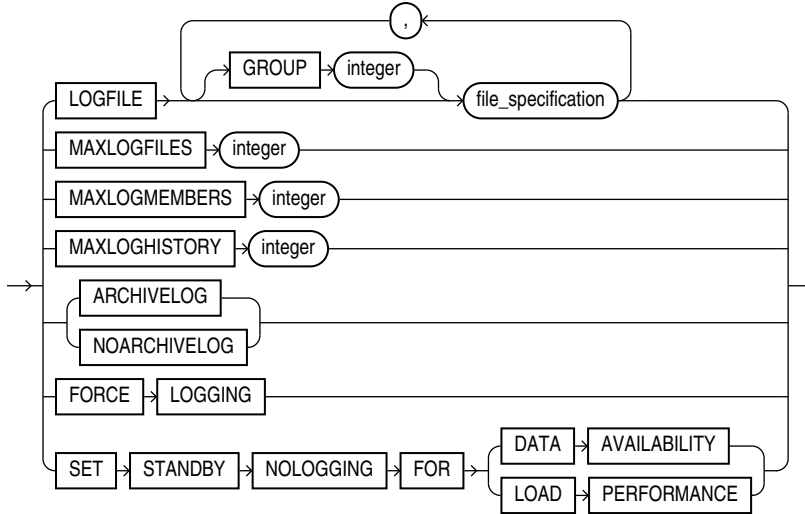 ,
GROUP integer
LOGFILE file_specification
MAXLOGFILES integer
MAXLOGMEMBERS integer
MAXLOGHISTORY integer
ARCHIVELOG
NOARCHIVELOG
FORCE LOGGING
DATA AVAILABILITY
SET STANDBY NOLOGGING FOR
LOAD PERFORMANCE